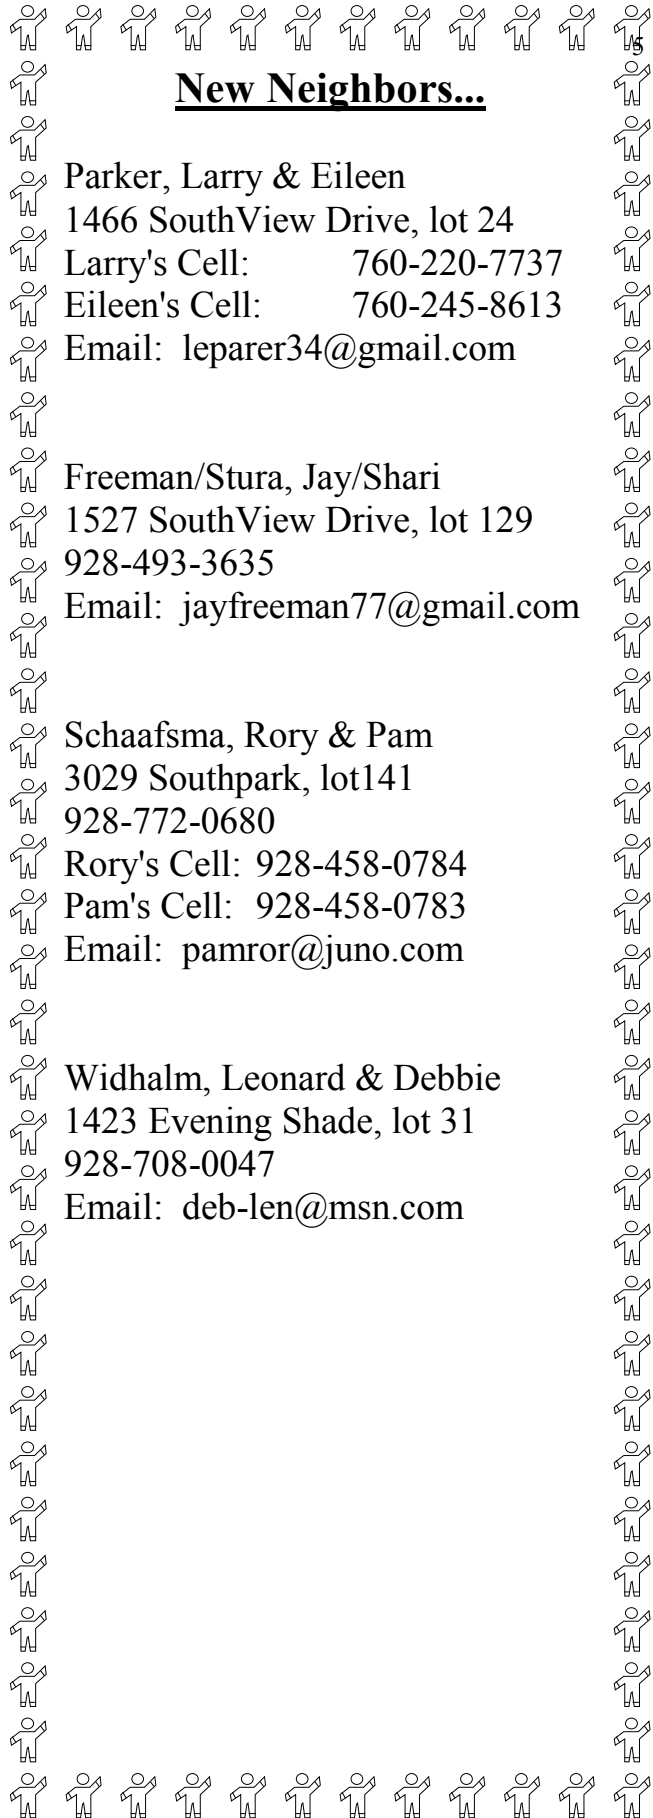 5
New Neighbors...
Parker, Larry & Eileen
1466 SouthView Drive, lot 24
Larry's Cell: 760-220-7737
Eileen's Cell: 760-245-8613
Email: leparer34@gmail.com
Freeman/Stura, Jay/Shari
1527 SouthView Drive, lot 129
928-493-3635
Email: jayfreeman77@gmail.com
Schaafsma, Rory & Pam
3029 Southpark, lot141
928-772-0680
Rory's Cell: 928-458-0784
Pam's Cell: 928-458-0783
Email: pamror@juno.com
Widhalm, Leonard & Debbie
1423 Evening Shade, lot 31
928-708-0047
Email: deb-len@msn.com